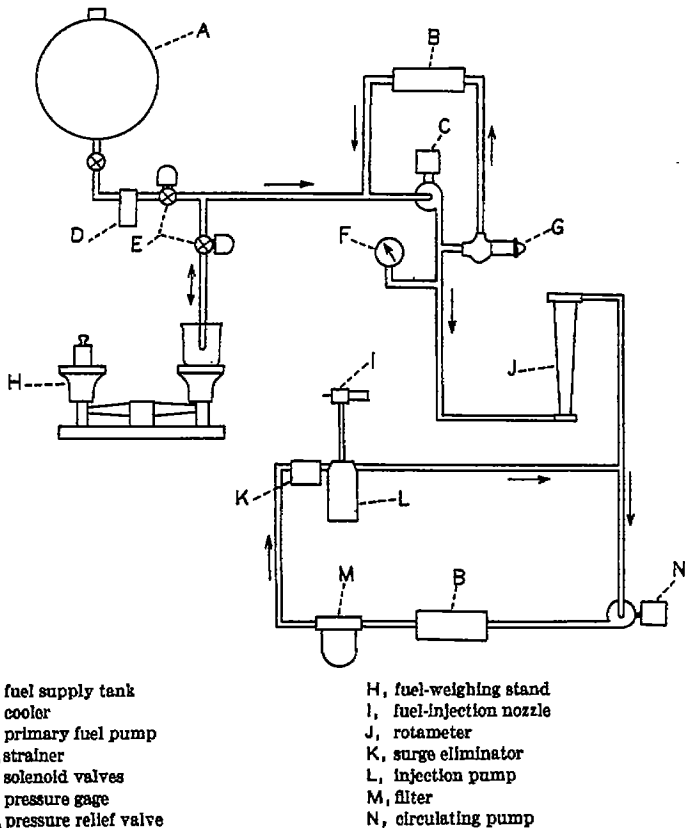 A
B
C
D
E
F
G
H
I
J
K
L
M
B
N
fuel supply tank
cooler
primary fuel pump
strainer
solenoid valves
pressure gage
pressure relief valve
H, fuel-weighing stand
I, fuel-injection nozzle
J, rotameter
K, surge eliminator
L, injection pump
M, filter
N, circulating pump